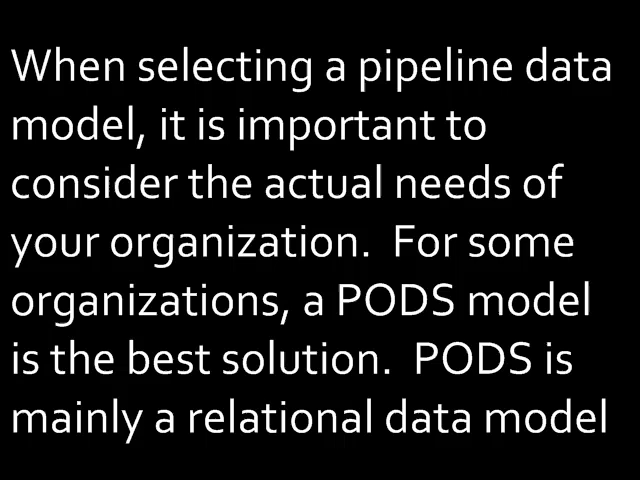 When selecting a pipeline data
model, it is important to
consider the actual needs of
your organization.  For some
organizations, a PODS model
is the best solution.  PODS is
mainly a relational data model